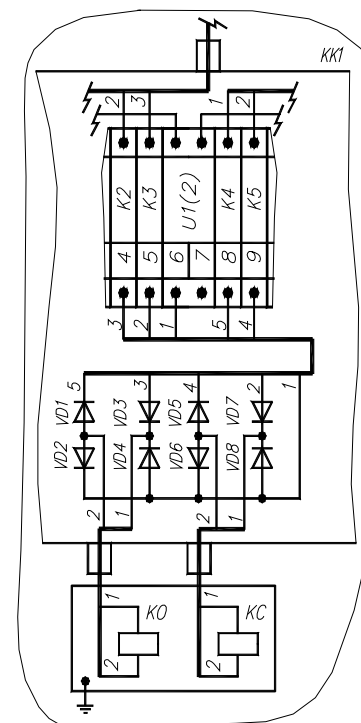 KK1
2 3 1 2
K2 K3 U1(2) K4 K5
4 5 6 7 8 9
3 2 1 5 4
5 3 4 2 1
VD1 VD3 VD5 VD7
VD2 VD4 VD6 VD8
2 1 2 1
1 KO 1 KC
2 2